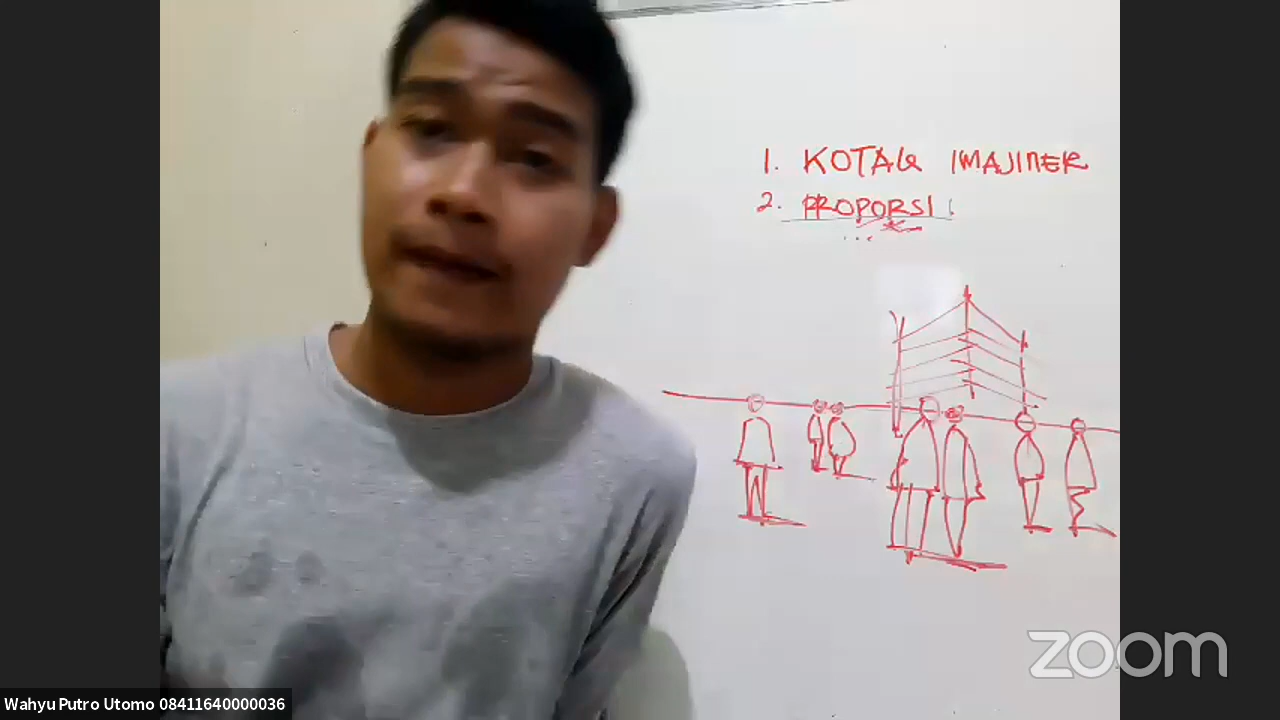 1. KOTAK IMAJINER
2. PROPORSI
zoom
Wahyu Putro Utomo 08411640000036